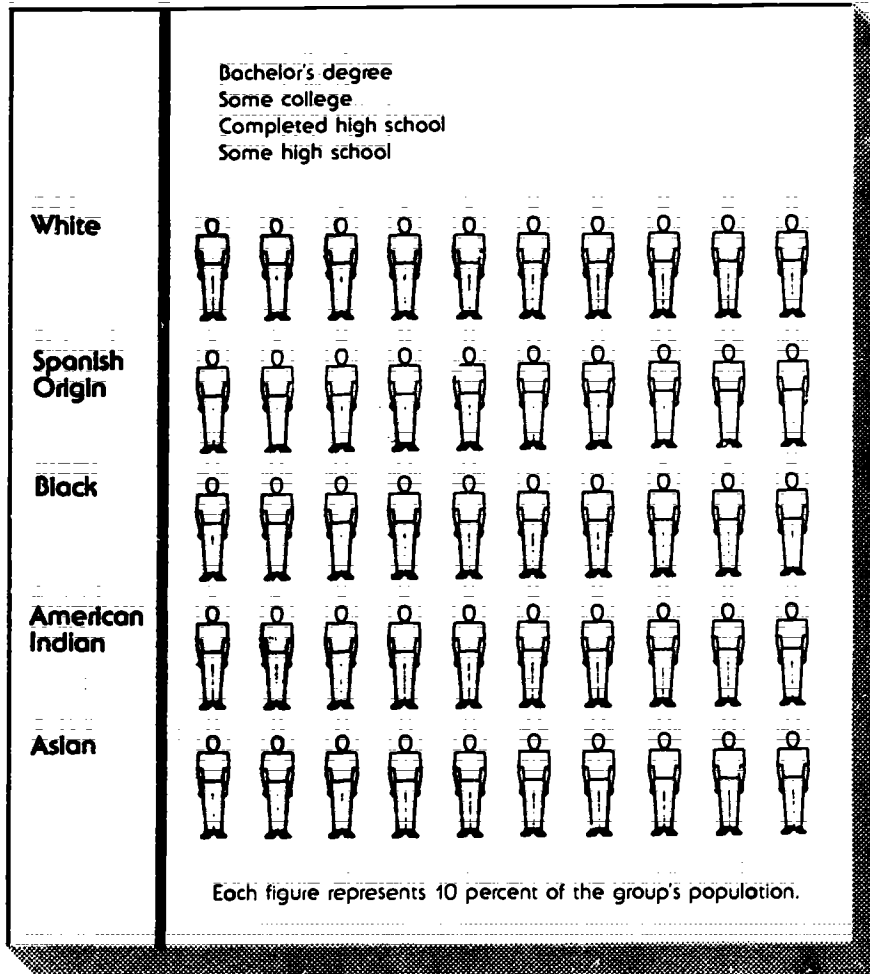 Bachelor's degree
Some college
Completed high school
Some high school
White
Spanish
Origin
Black
American
Indian
Asian
Each figure represents 10 percent of the group's population.